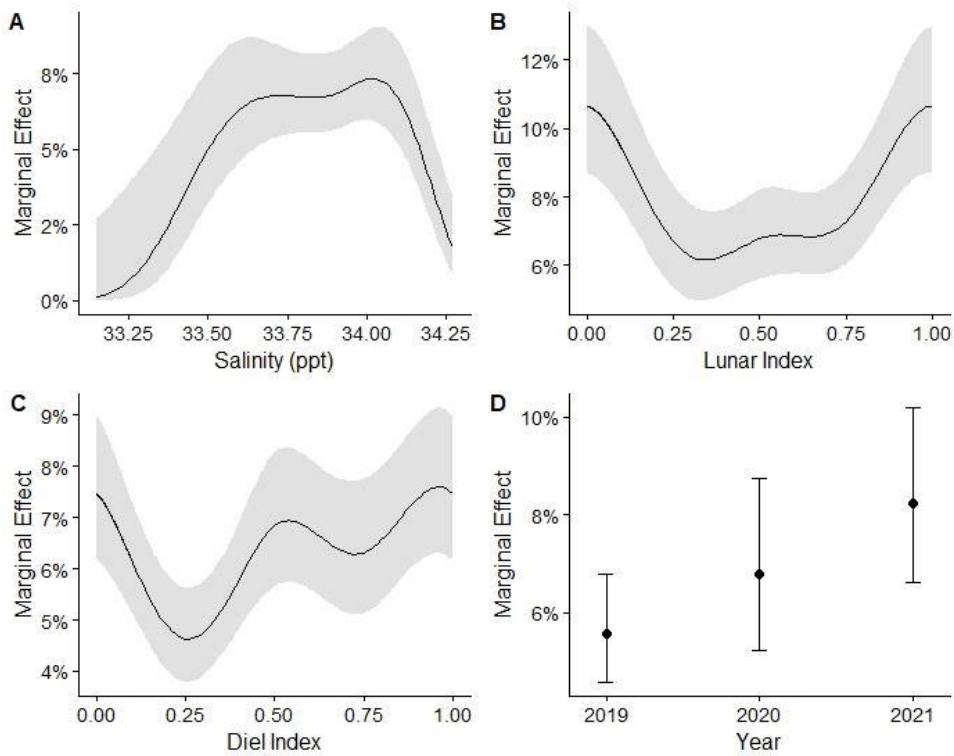 A
Marginal Effect
8%
5%
2%
0%
33.25 33.50 33.75 34.00 34.25
Salinity (ppt)
B
Marginal Effect
12%
10%
8%
6%
0.00 0.25 0.50 0.75 1.00
Lunar Index
C
Marginal Effect
9%
8%
7%
6%
5%
4%
0.00 0.25 0.50 0.75 1.00
Diel Index
D
Marginal Effect
10%
8%
6%
2019 2020 2021
Year